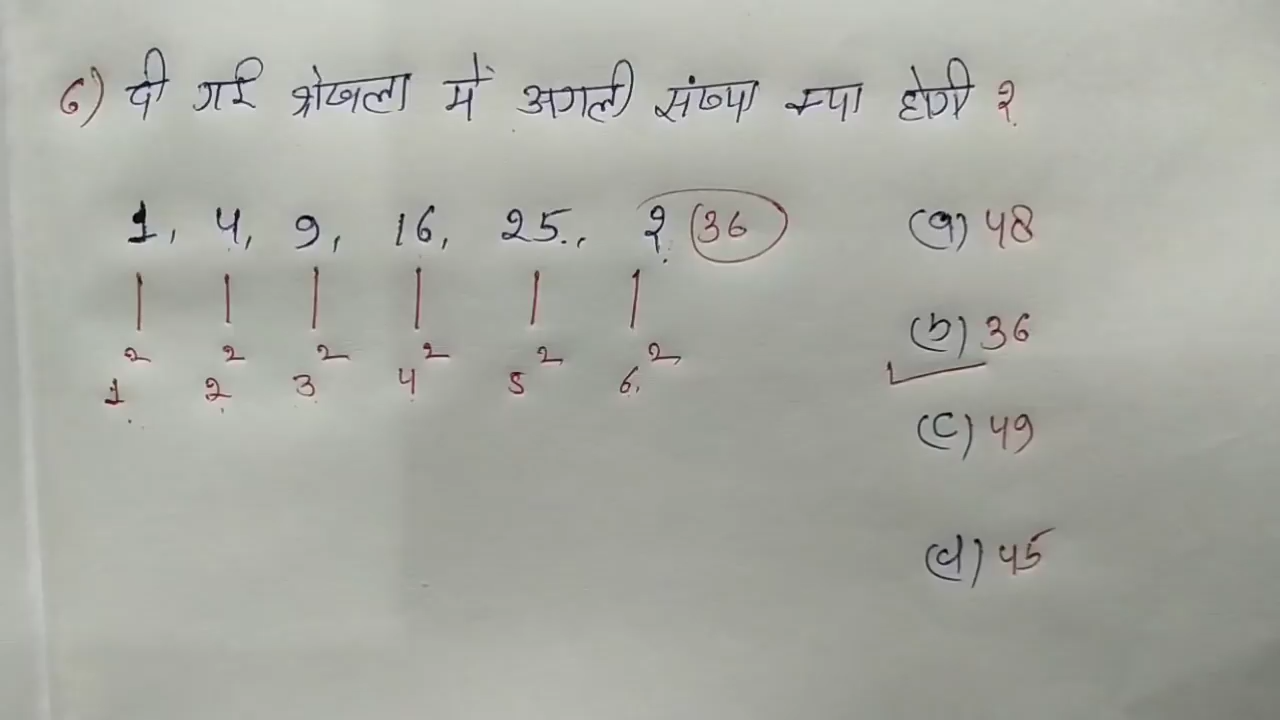 6) दी गई श्रेखला में अगली संख्या क्या होगी ?
1, 4, 9, 16, 25., ? 36
1² 2² 3² 4² 5² 6²
(a) 48
(b) 36
(c) 49
(d) 45